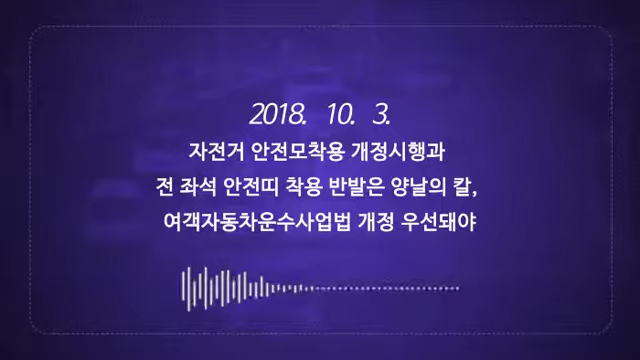 2018. 10. 3.
자전거 안전모착용 개정시행과
전 좌석 안전띠 착용 반발은 양날의 칼,
여객자동차운수사업법 개정 우선돼야